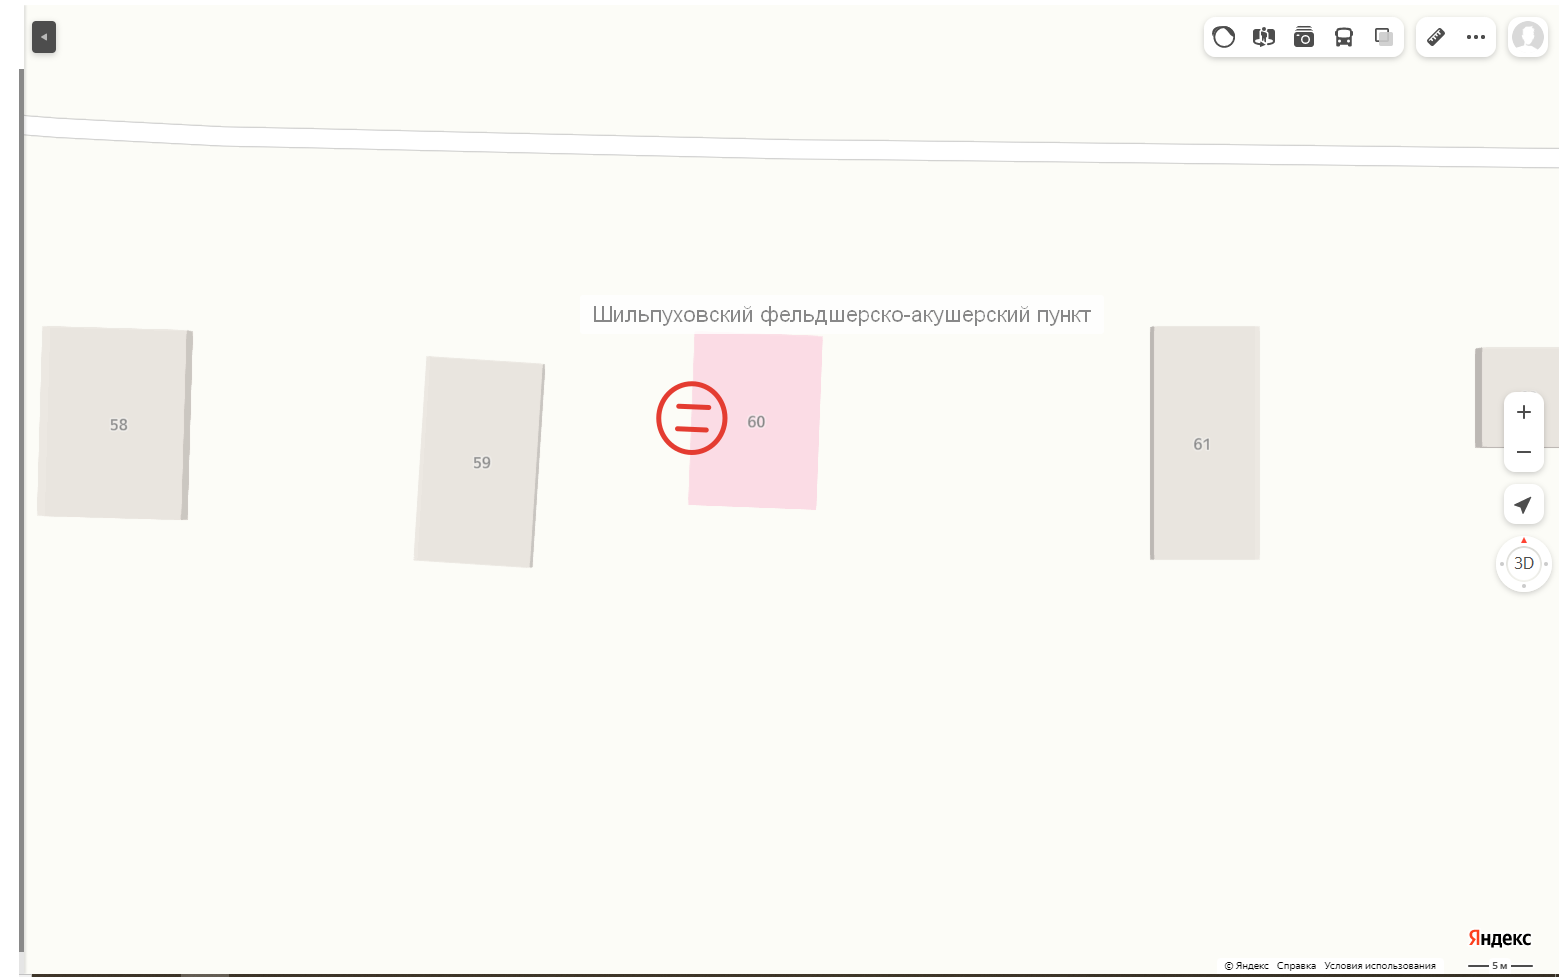 Шильпуховский фельдшерско-акушерский пункт
58
59
60
61
3D
Яндекс
© Яндекс Справка Условия использования 5 м